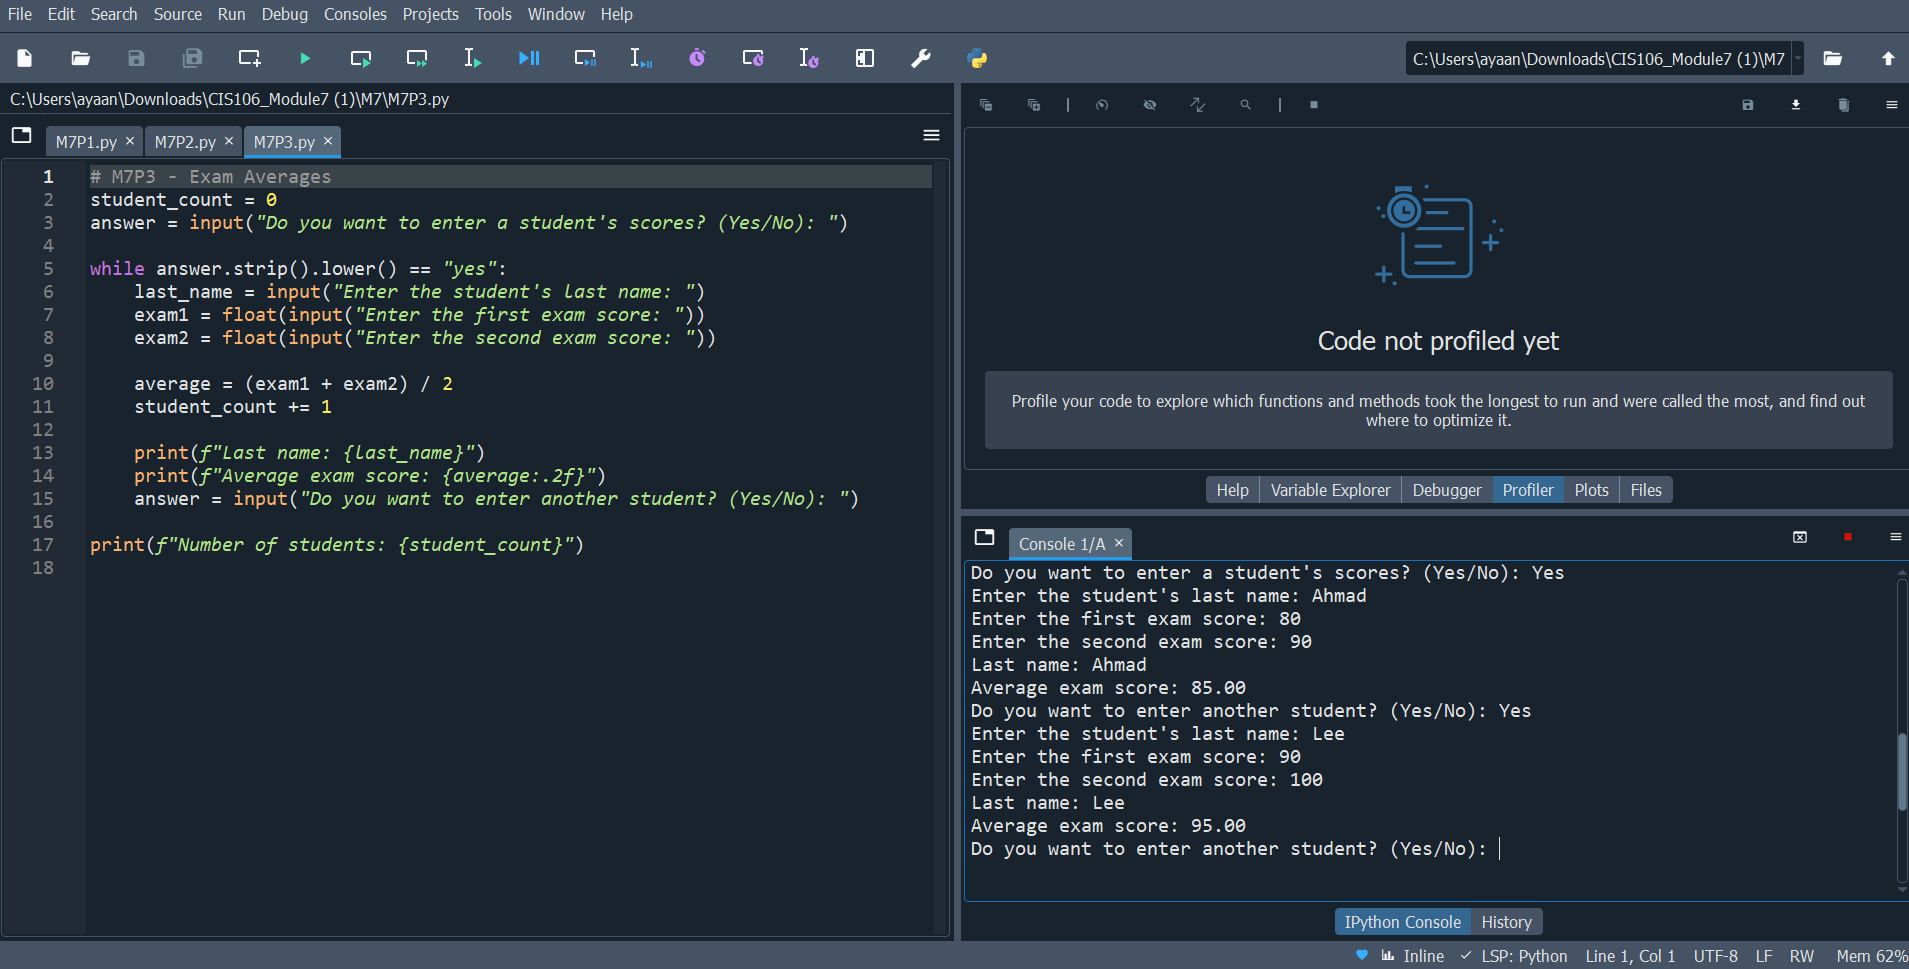 File Edit Search Source Run Debug Consoles Projects Tools Window Help
C:\Users\ayaan\Downloads\CIS106_Module7 (1)\M7
C:\Users\ayaan\Downloads\CIS106_Module7 (1)\M7\M7P3.py
M7P1.py M7P2.py M7P3.py
1 # M7P3 - Exam Averages
2 student_count = 0
3 answer = input("Do you want to enter a student's scores? (Yes/No): ")
4
5 while answer.strip().lower() == "yes":
6     last_name = input("Enter the student's last name: ")
7     exam1 = float(input("Enter the first exam score: "))
8     exam2 = float(input("Enter the second exam score: "))
9
10     average = (exam1 + exam2) / 2
11     student_count += 1
12
13     print(f"Last name: {last_name}")
14     print(f"Average exam score: {average:.2f}")
15     answer = input("Do you want to enter another student? (Yes/No): ")
16
17 print(f"Number of students: {student_count}")
18
Code not profiled yet
Profile your code to explore which functions and methods took the longest to run and were called the most, and find out
where to optimize it.
Help Variable Explorer Debugger Profiler Plots Files
Console 1/A
Do you want to enter a student's scores? (Yes/No): Yes
Enter the student's last name: Ahmad
Enter the first exam score: 80
Enter the second exam score: 90
Last name: Ahmad
Average exam score: 85.00
Do you want to enter another student? (Yes/No): Yes
Enter the student's last name: Lee
Enter the first exam score: 90
Enter the second exam score: 100
Last name: Lee
Average exam score: 95.00
Do you want to enter another student? (Yes/No):
IPython Console History
Inline LSP: Python Line 1, Col 1 UTF-8 LF RW Mem 62%